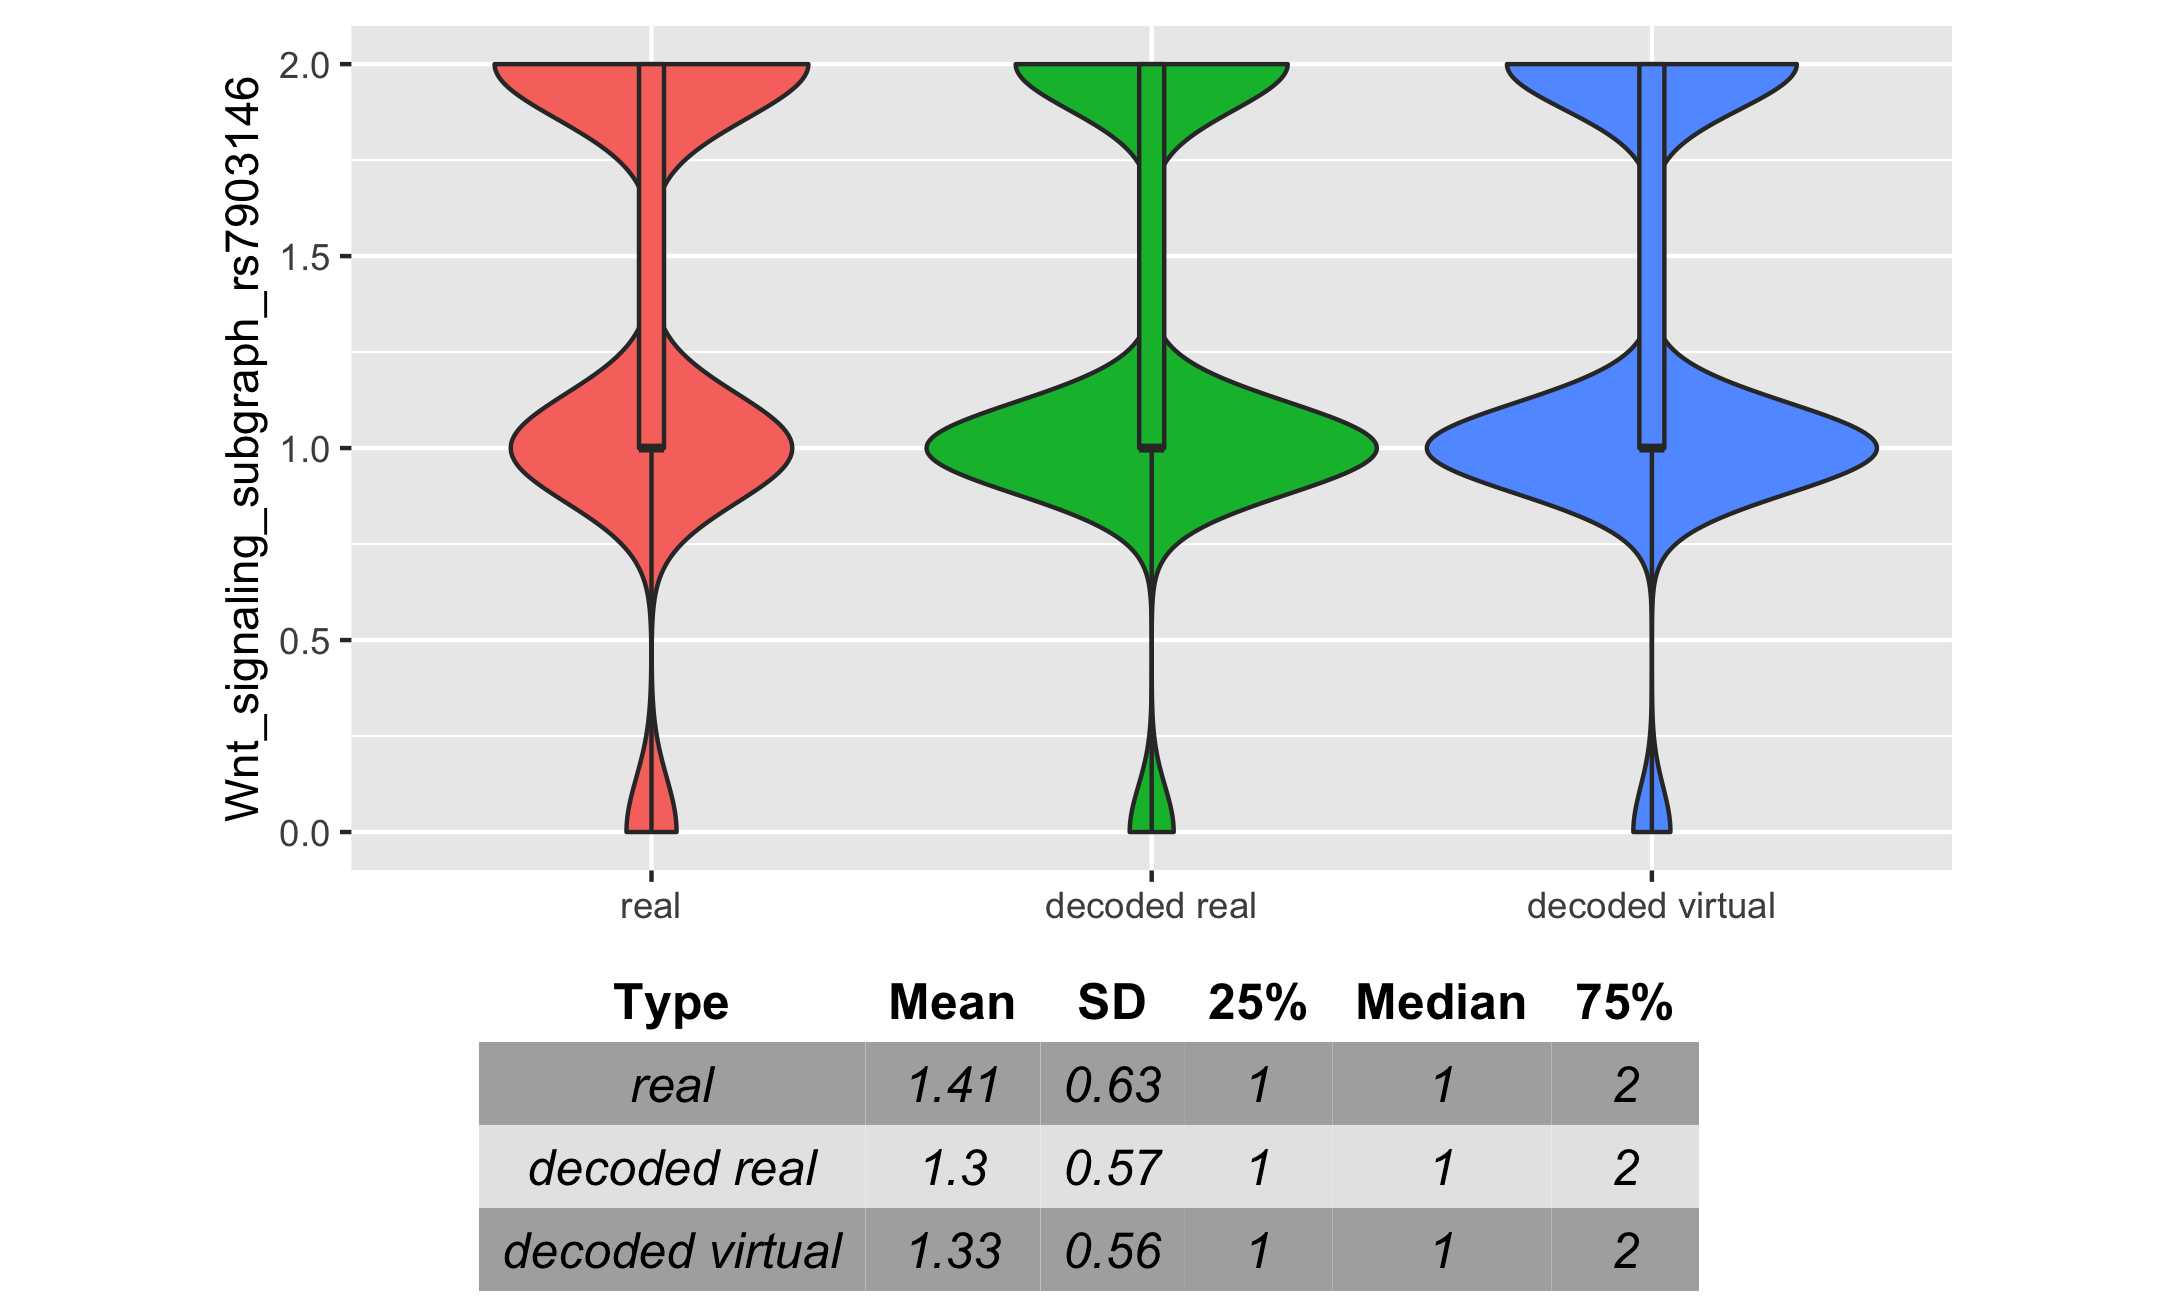 Wnt_signaling_subgraph_rs7903146
2.0
1.5
1.0
0.5
0.0
real decoded real decoded virtual
Type Mean SD 25% Median 75%
real 1.41 0.63 1 1 2
decoded real 1.3 0.57 1 1 2
decoded virtual 1.33 0.56 1 1 2